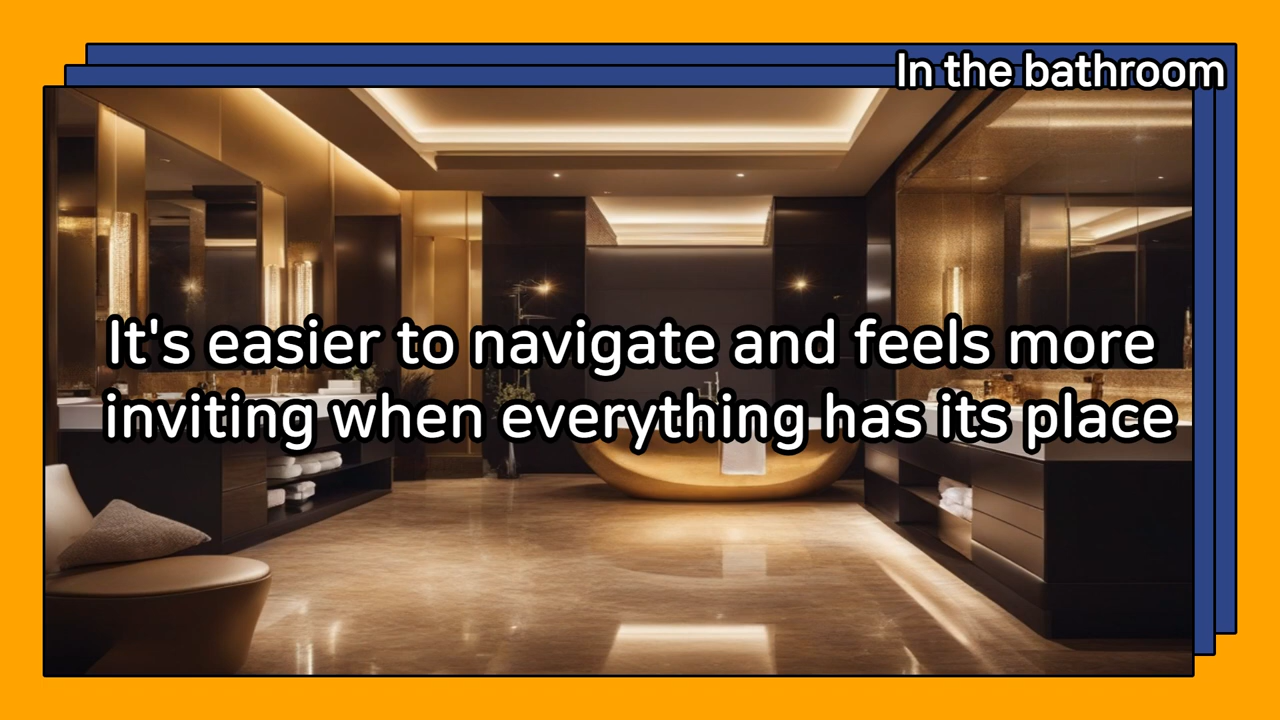 In the bathroom
It's easier to navigate and feels more
inviting when everything has its place